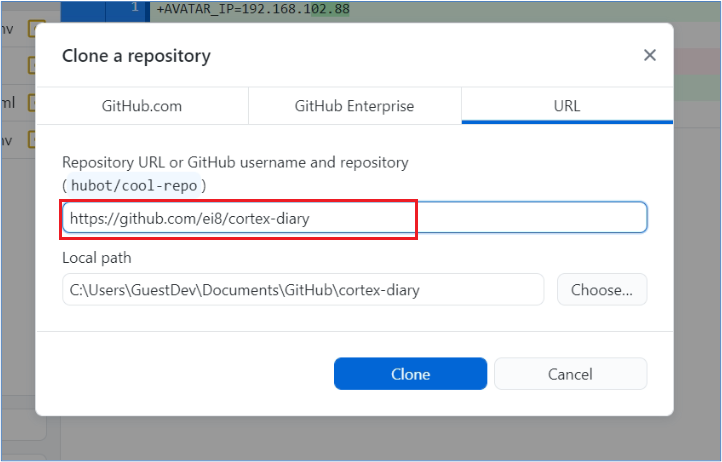 1 +AVATAR_IP=192.168.102.88
nv
Clone a repository
GitHub.com GitHub Enterprise URL
ml
nv
Repository URL or GitHub username and repository
(hubot/cool-repo)
https://github.com/ei8/cortex-diary
Local path
C:\Users\GuestDev\Documents\GitHub\cortex-diary Choose...
Clone Cancel